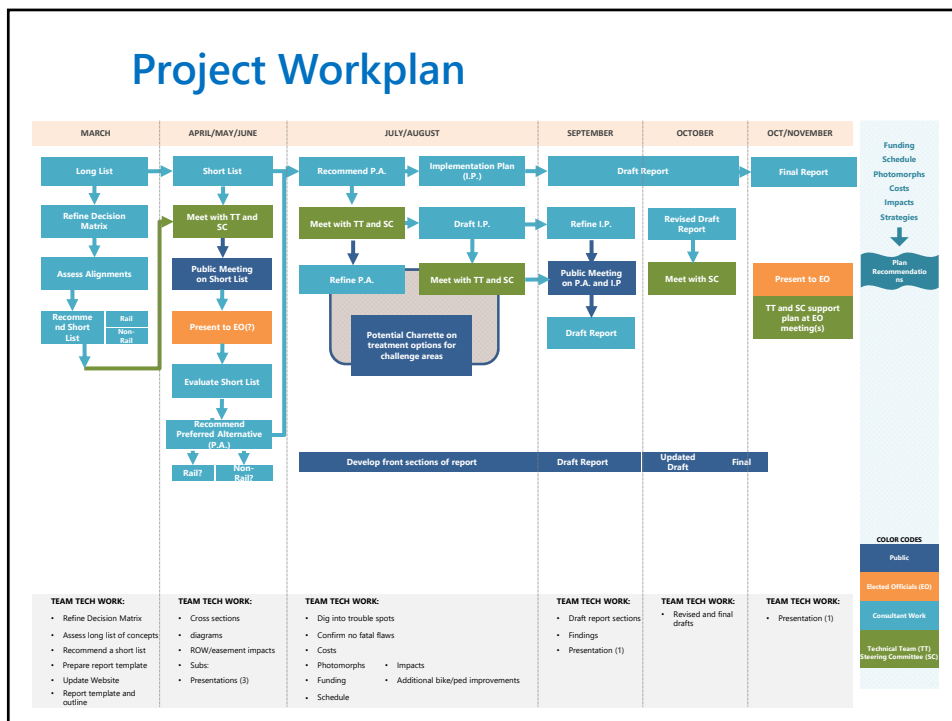 Project Workplan
MARCH
APRIL/MAY/JUNE
JULY/AUGUST
SEPTEMBER
OCTOBER
OCT/NOVEMBER
Long List
Refine Decision
Matrix
Assess Alignments
Recomme
nd Short
List
Rail
Non-
Rail
Short List
Meet with TT and
SC
Public Meeting
on Short List
Present to EO(?)
Evaluate Short List
Recommend
Preferred Alternative
(P.A.)
Rail?
Non-
Rail?
Recommend P.A.
Implementation Plan
(I.P.)
Meet with TT and SC
Draft I.P.
Refine P.A.
Meet with TT and SC
Potential Charrette on
treatment options for
challenge areas
Draft Report
Refine I.P.
Public Meeting
on P.A. and I.P
Draft Report
Revised Draft
Report
Meet with SC
Final Report
Present to EO
TT and SC support
plan at EO
meeting(s)
Develop front sections of report
Draft Report
Updated
Draft
Final
Funding
Schedule
Photomorphs
Costs
Impacts
Strategies
Plan
Recommendatio
ns
COLOR CODES
Public
Elected Officials (EO)
Consultant Work
Technical Team (TT)
Steering Committee (SC)
TEAM TECH WORK:
• Refine Decision Matrix
• Assess long list of concepts
• Recommend a short list
• Prepare report template
• Update Website
• Report template and
outline
TEAM TECH WORK:
• Cross sections
• diagrams
• ROW/easement impacts
• Subs:
• Presentations (3)
TEAM TECH WORK:
• Dig into trouble spots
• Confirm no fatal flaws
• Costs
• Photomorphs
• Funding
• Schedule
• Impacts
• Additional bike/ped improvements
TEAM TECH WORK:
• Draft report sections
• Findings
• Presentation (1)
TEAM TECH WORK:
• Revised and final
drafts
TEAM TECH WORK:
• Presentation (1)